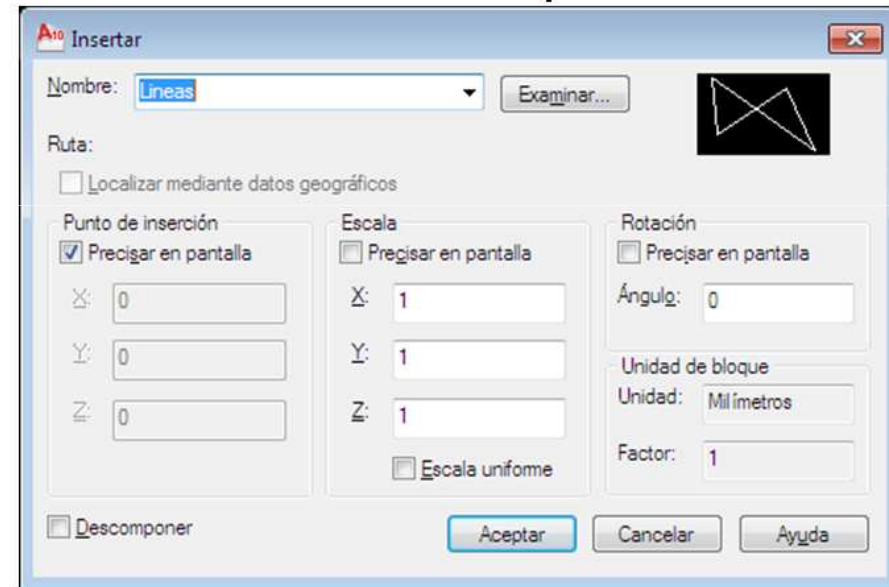 A10 Insertar
Nombre: Lineas Examinar...
Ruta:
Localizar mediante datos geográficos
Punto de inserción
Precisar en pantalla
X: 0
Y: 0
Z: 0
Escala
Precisar en pantalla
X: 1
Y: 1
Z: 1
Escala uniforme
Rotación
Precisar en pantalla
Ángulo: 0
Unidad de bloque
Unidad: Milímetros
Factor: 1
Descomponer
Aceptar Cancelar Ayuda